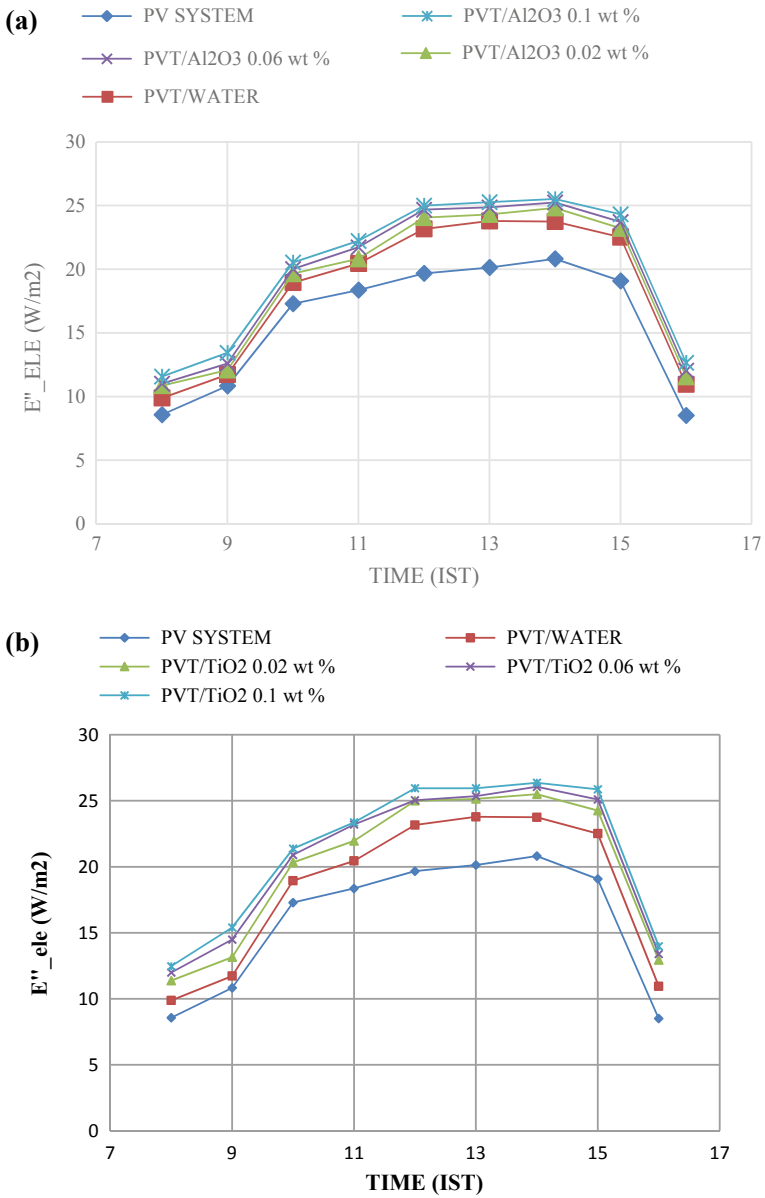 (a)
PV SYSTEM PVT/Al2O3 0.1 wt %
PVT/Al2O3 0.06 wt % PVT/Al2O3 0.02 wt %
PVT/WATER
30
25
20
15
10
5
0
E"_ELE (W/m2)
7 9 11 13 15 17
TIME (IST)
(b)
PV SYSTEM PVT/WATER
PVT/TiO2 0.02 wt % PVT/TiO2 0.06 wt %
PVT/TiO2 0.1 wt %
30
25
20
15
10
5
0
E"_ele (W/m2)
7 9 11 13 15 17
TIME (IST)